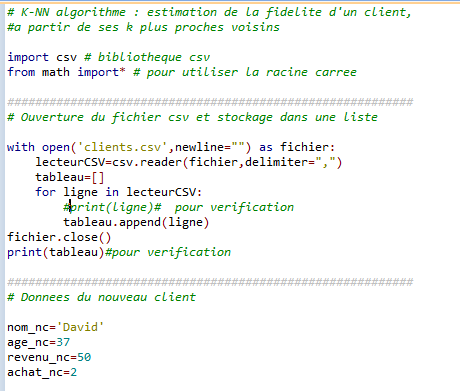 # K-NN algorithme : estimation de la fidelite d'un client,
#a partir de ses k plus proches voisins
import csv # bibliotheque csv
from math import* # pour utiliser la racine carree
##########################################################
# Ouverture du fichier csv et stockage dans une liste
with open('clients.csv',newline="") as fichier:
    lecteurCSV=csv.reader(fichier,delimiter=",")
    tableau=[]
    for ligne in lecteurCSV:
        #print(ligne)#  pour verification
        tableau.append(ligne)
fichier.close()
print(tableau)#pour verification
##########################################################
# Donnees du nouveau client
nom_nc='David'
age_nc=37
revenu_nc=50
achat_nc=2